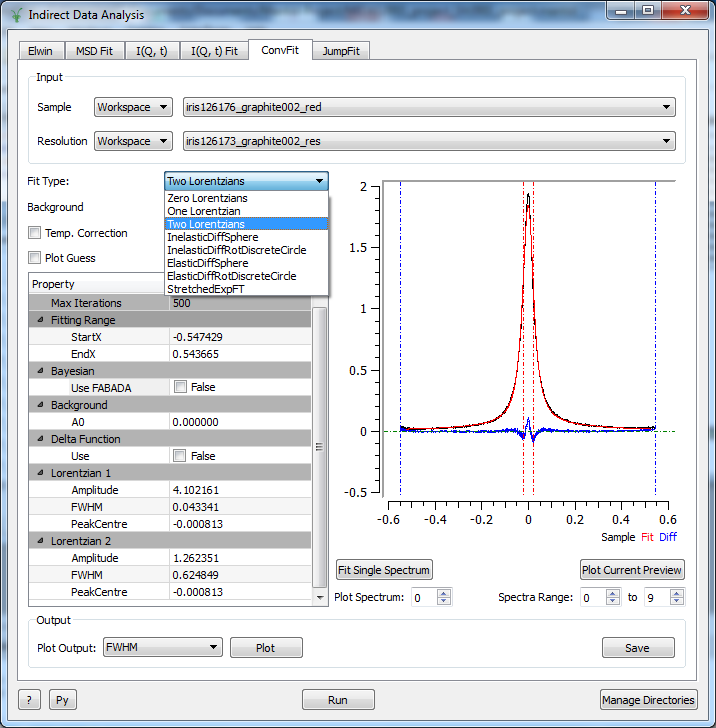 Indirect Data Analysis
Elwin MSD Fit I(Q, t) I(Q, t) Fit ConvFit JumpFit
Input
Sample Workspace iris126176_graphite002_red
Resolution Workspace iris126173_graphite002_res
Fit Type: Two Lorentzians
Zero Lorentzians
One Lorentzian
Two Lorentzians
InelasticDiffSphere
InelasticDiffRotDiscreteCircle
ElasticDiffSphere
ElasticDiffRotDiscreteCircle
StretchedExpFT
Background
Temp. Correction
Plot Guess
Property
Max Iterations 500
Fitting Range
StartX -0.547429
EndX 0.543665
Bayesian
Use FABADA False
Background
A0 0.000000
Delta Function
Use False
Lorentzian 1
Amplitude 4.102161
FWHM 0.043341
PeakCentre -0.000813
Lorentzian 2
Amplitude 1.262351
FWHM 0.624849
PeakCentre -0.000813
2
1.5
1
0.5
0
-0.5
-0.6 -0.4 -0.2 0 0.2 0.4 0.6
Sample Fit Diff
Fit Single Spectrum Plot Current Preview
Plot Spectrum: 0 Spectra Range: 0 to 9
Output
Plot Output: FWHM Plot Save
? Py Run Manage Directories